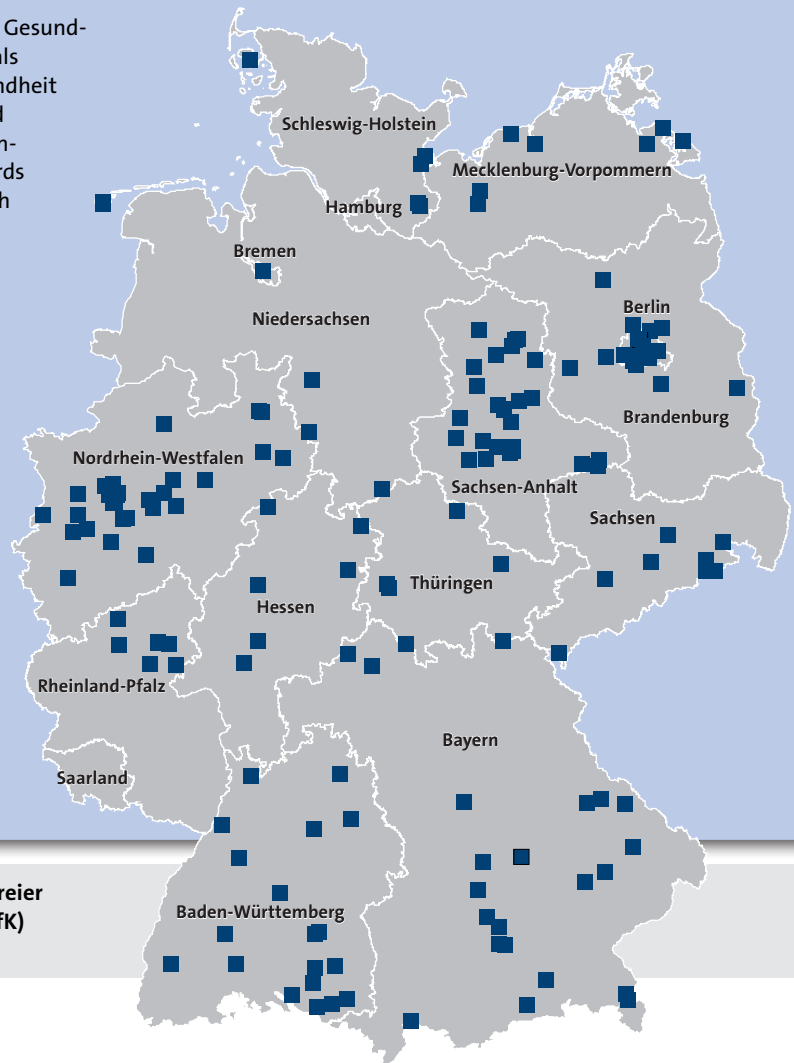 Gesund-
als
ndheit
d
n-
rds
h
Schleswig-Holstein
Mecklenburg-Vorpommern
Hamburg
Bremen
Niedersachsen
Berlin
Brandenburg
Nordrhein-Westfalen
Sachsen-Anhalt
Sachsen
Thüringen
Hessen
Rheinland-Pfalz
Bayern
Saarland
reier
fK)
Baden-Württemberg